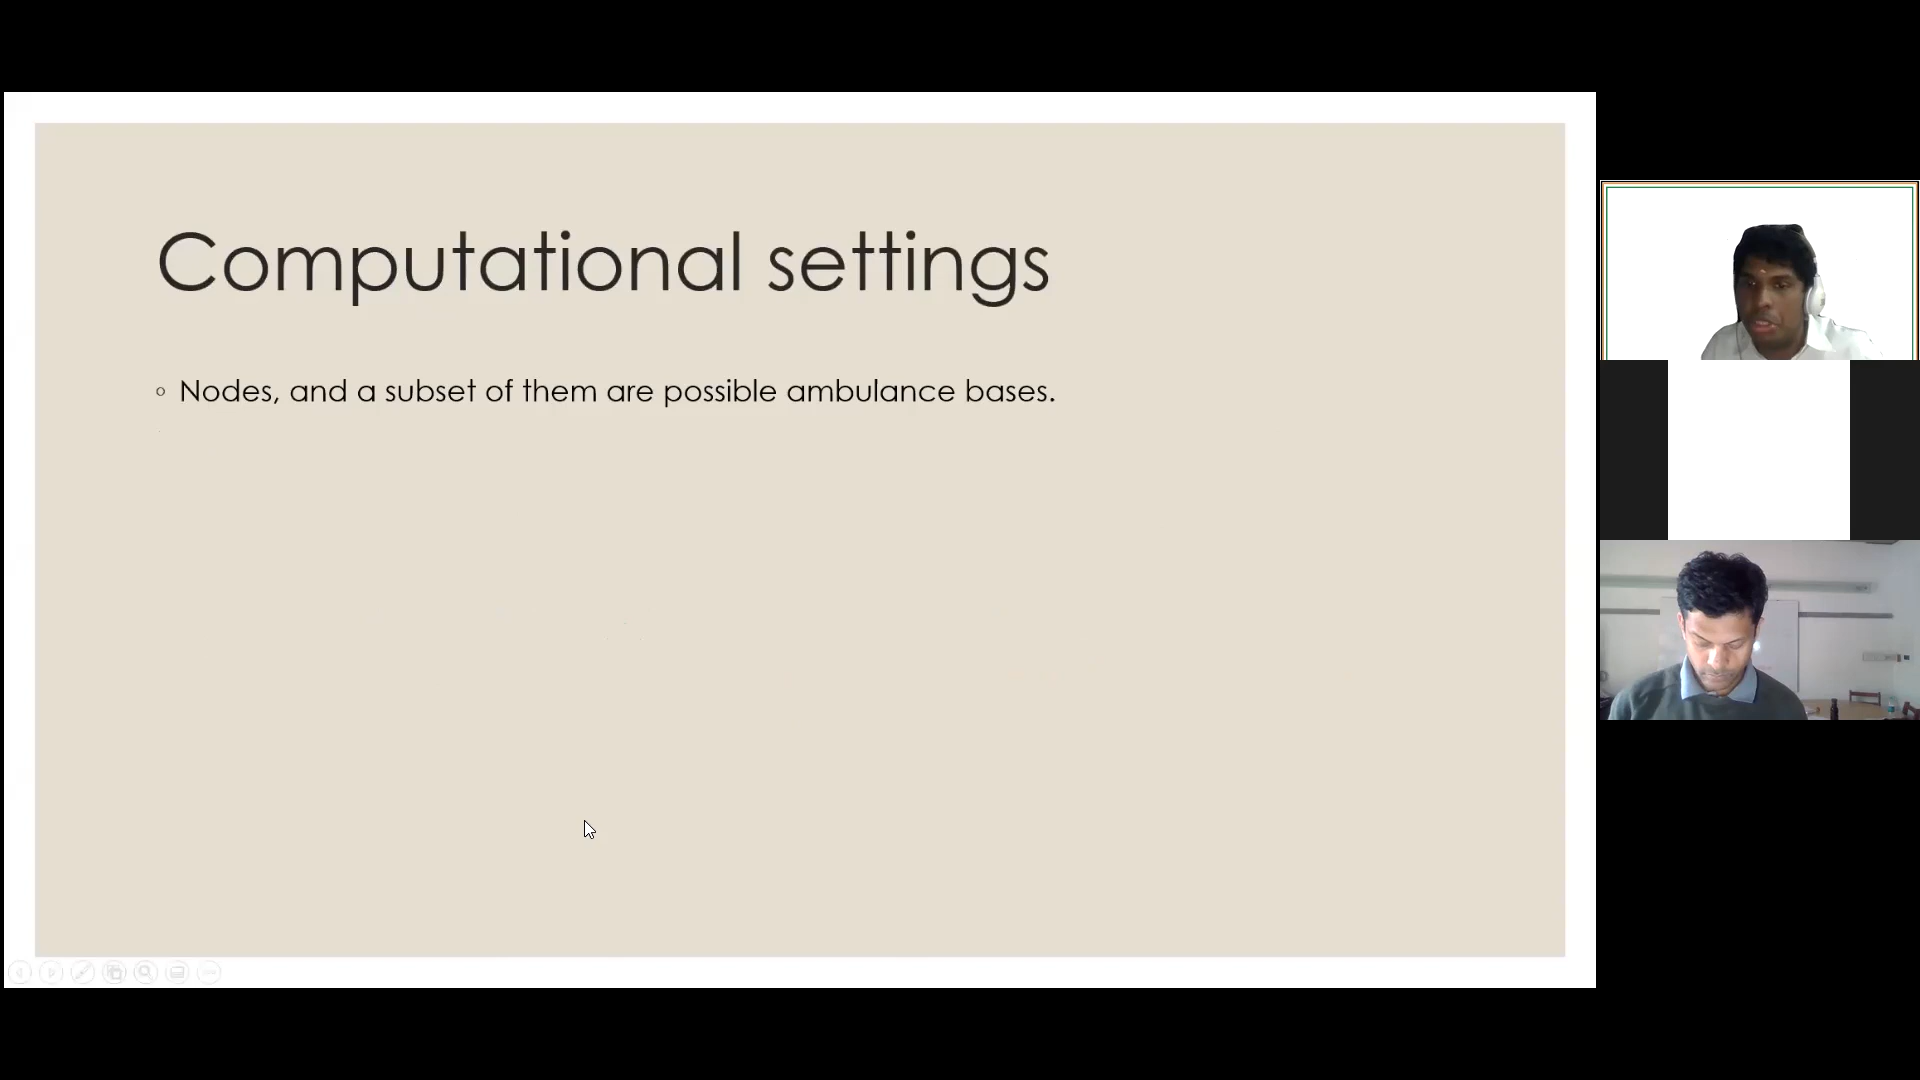 Computational settings
Nodes, and a subset of them are possible ambulance bases.